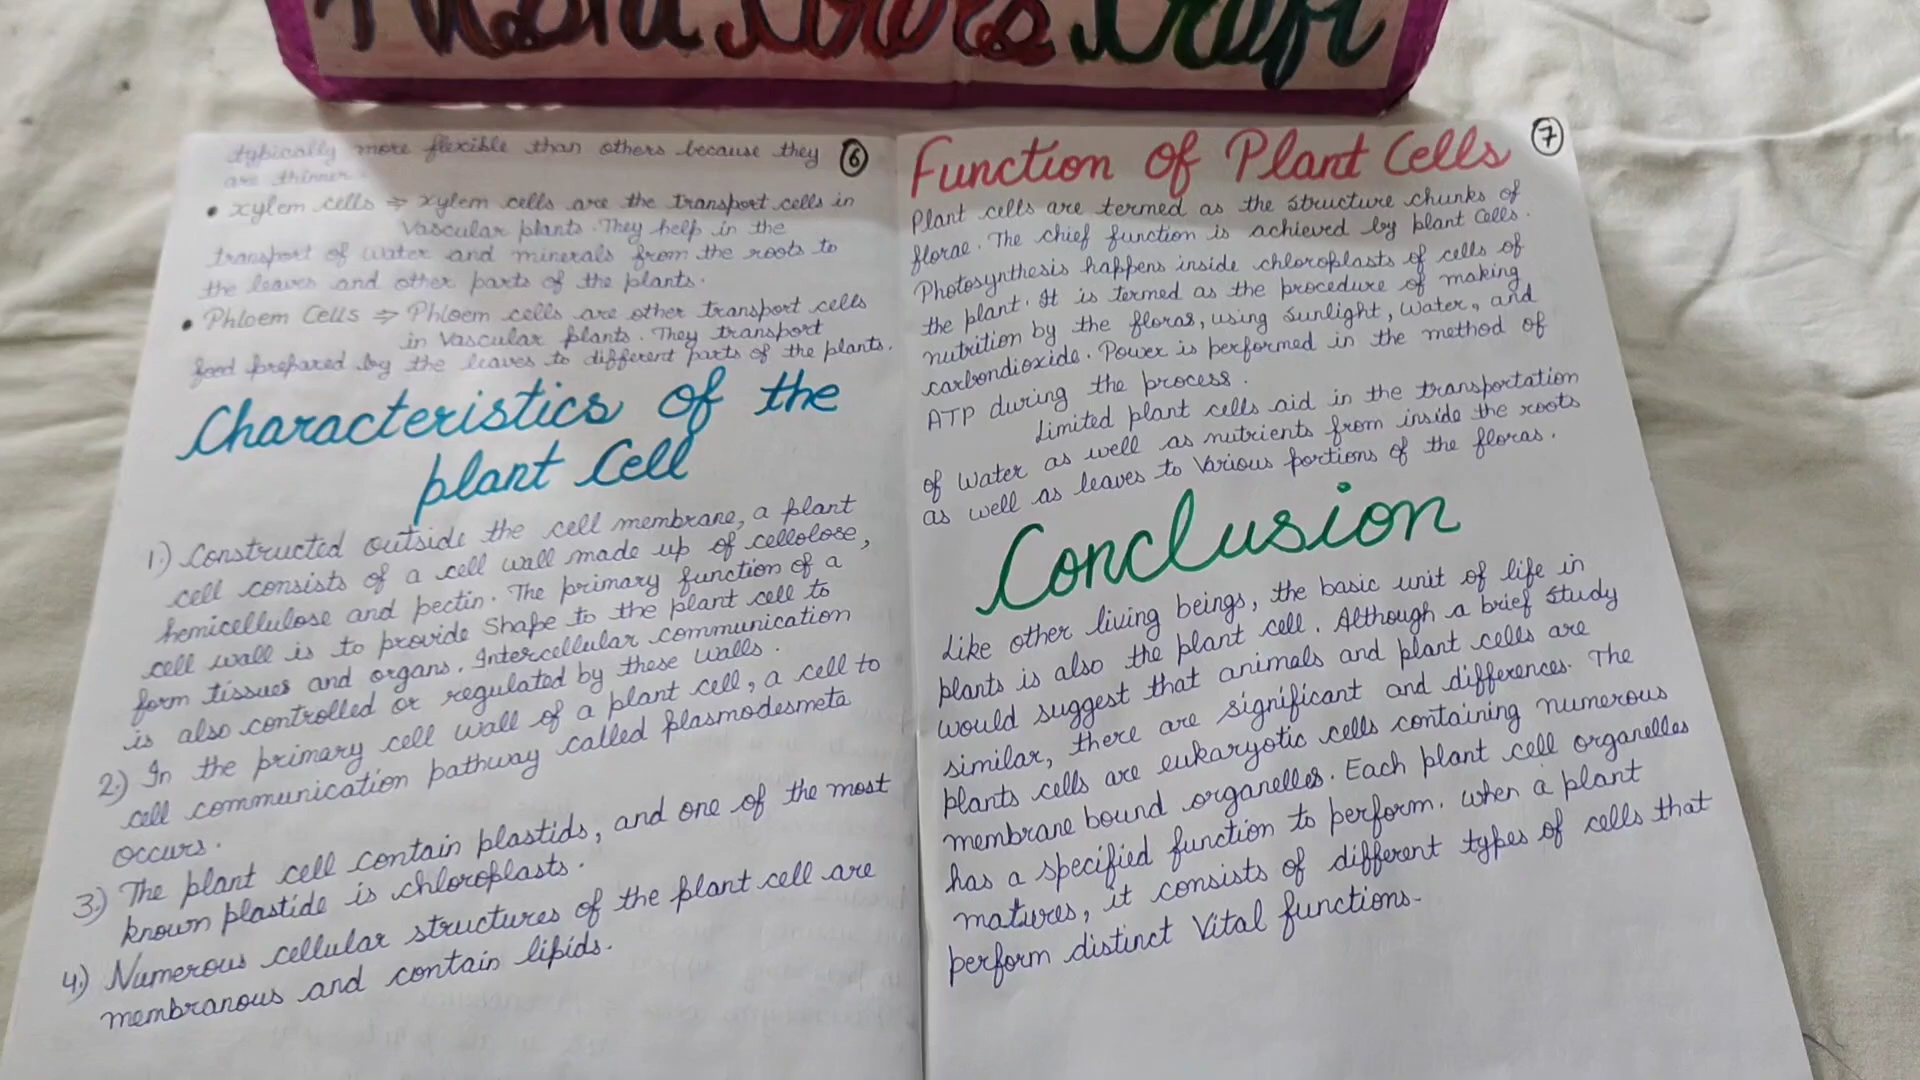 Loves Craft
typically more flexible than others because they
are thinner.
6
• xylem cells ⇒ xylem cells are the transport cells in
Vascular plants. They help in the
transport of water and minerals from the roots to
the leaves and other parts of the plants.
• Phloem Cells ⇒ Phloem cells are other transport cells
in Vascular plants. They transport
food prepared by the leaves to different parts of the plants.
Characteristics of the
plant Cell
1.) Constructed outside the cell membrane, a plant
cell consists of a cell wall made up of cellolose,
hemicellulose and pectin. The primary function of a
cell wall is to provide Shape to the plant cell to
form tissues and organs. Intercellular communication
is also controlled or regulated by these walls.
2.) In the primary cell wall of a plant cell, a cell to
cell communication pathway called plasmodesmeta
occurs.
3.) The plant cell contain plastids, and one of the most
known plastide is chloroplasts.
4.) Numerous cellular structures of the plant cell are
membranous and contain lipids.
Function of Plant Cells
7
Plant cells are termed as the structure chunks of
florae. The chief function is achieved by plant Cells.
Photosynthesis happens inside chloroplasts of cells of
the plant. It is termed as the procedure of making
nutrition by the floras, using sunlight, water, and
carbondioxide. Power is performed in the method of
ATP during the process.
Limited plant cells aid in the transportation
of water as well as nutrients from inside the roots
as well as leaves to Various portions of the floras.
Conclusion
Like other living beings, the basic unit of life in
plants is also the plant cell. Although a brief study
would suggest that animals and plant cells are
similar, there are significant and differences. The
plants cells are eukaryotic cells containing numerous
membrane bound organelles. Each plant cell organelles
has a specified function to perform. when a plant
matures, it consists of different types of cells that
perform distinct Vital functions.